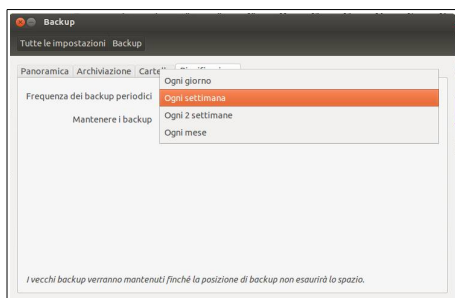 Backup
Tutte le impostazioni Backup
Panoramica Archiviazione
Ogni giorno
Frequenza dei backup periodici Ogni settimana
Mantenere i backup Ogni 2 settimane
Ogni mese
I vecchi backup verranno mantenuti finché la posizione di backup non esaurirà lo spazio.